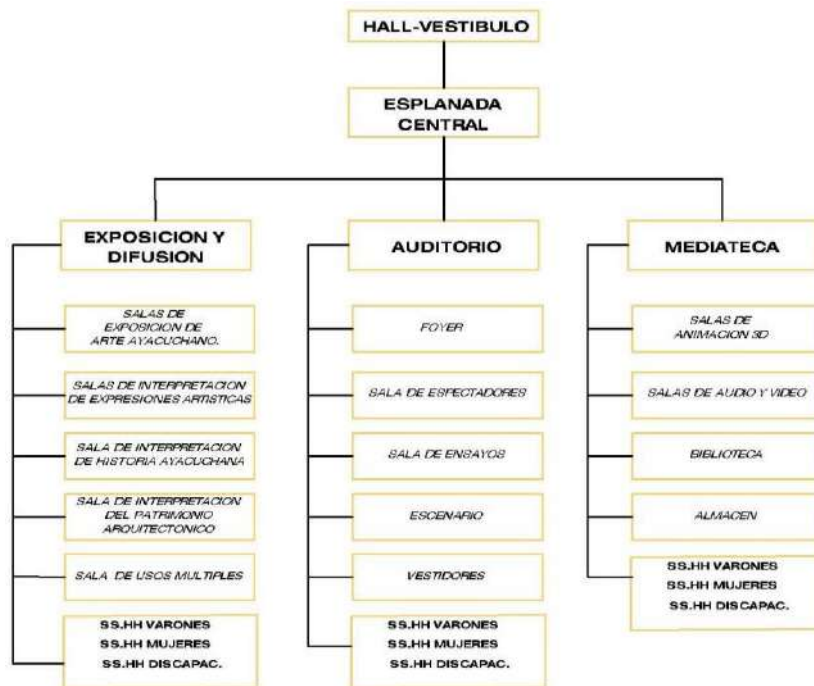 HALL-VESTIBULO
ESPLANADA
CENTRAL
EXPOSICION Y
DIFUSION
SALAS DE
EXPOSICION DE
ARTE AYACUCHANO.
SALAS DE INTERPRETACION
DE EXPRESIONES ARTISTICAS
SALA DE INTERPRETACION
DE HISTORIA AYACUCHANA
SALA DE INTERPRETACION
DEL PATRIMONIO
ARQUITECTONICO
SALA DE USOS MULTIPLES
SS.HH VARONES
SS.HH MUJERES
SS.HH DISCAPAC.
AUDITORIO
FOYER
SALA DE ESPECTADORES
SALA DE ENSAYOS
ESCENARIO
VESTIDORES
SS.HH VARONES
SS.HH MUJERES
SS.HH DISCAPAC.
MEDIATECA
SALAS DE
ANIMACION 3D
SALAS DE AUDIO Y VIDEO
BIBLIOTECA
ALMACEN
SS.HH VARONES
SS.HH MUJERES
SS.HH DISCAPAC.